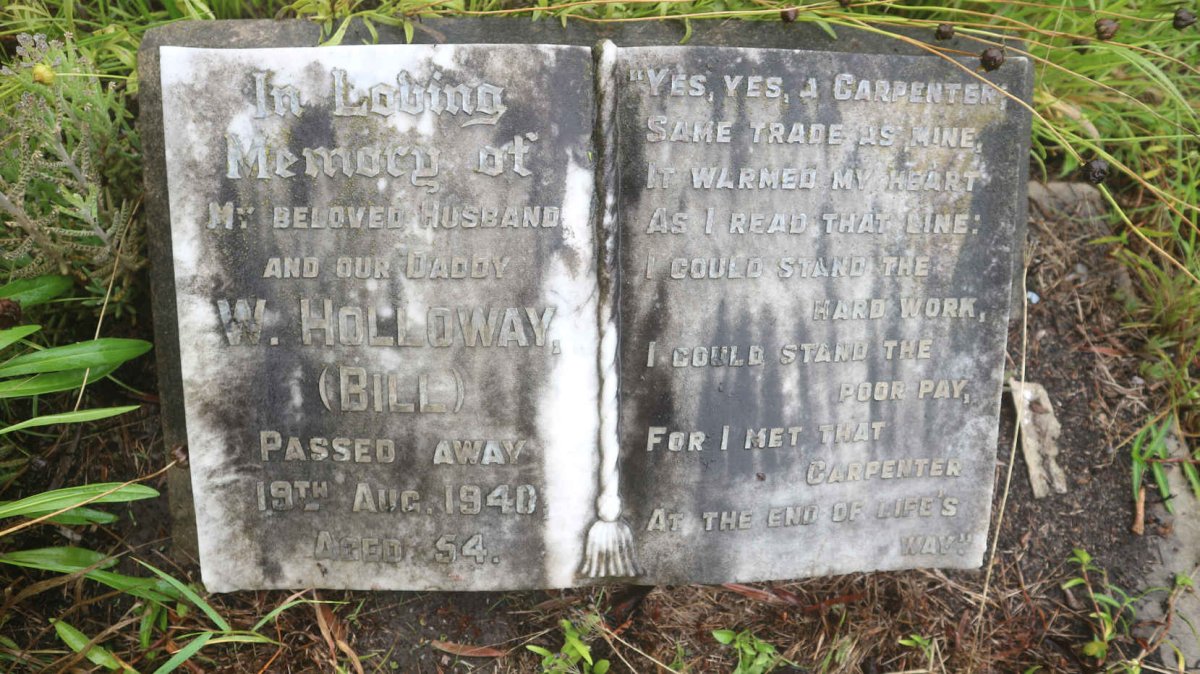 In Loving
Memory of
My beloved Husband
and our Daddy
W. Holloway,
(Bill)
Passed away
19th Aug. 1940
Aged 54.
"Yes, yes, a Carpenter,
Same trade as mine,
It warmed my heart
As I read that line:
I could stand the
hard work,
I could stand the
poor pay,
For I met that
Carpenter
At the end of life's
way."